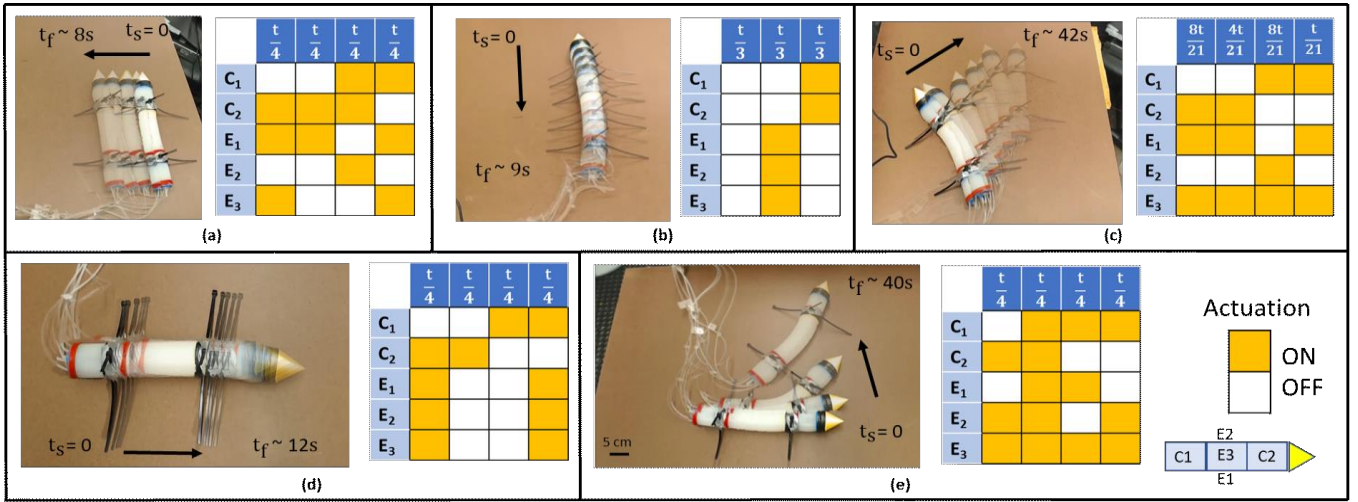 t_f ~ 8s t_s= 0
t/4 t/4 t/4 t/4
C₁
C₂
E₁
E₂
E₃
(a)
t_s= 0
t_f ~ 9s
t/3 t/3 t/3
C₁
C₂
E₁
E₂
E₃
(b)
t_s= 0 t_f ~ 42s
8t/21 4t/21 8t/21 t/21
C₁
C₂
E₁
E₂
E₃
(c)
t_s= 0 t_f ~ 12s
t/4 t/4 t/4 t/4
C₁
C₂
E₁
E₂
E₃
(d)
t_f ~ 40s
t_s= 0
5 cm
t/4 t/4 t/4 t/4
C₁
C₂
E₁
E₂
E₃
(e)
Actuation
ON
OFF
E2
C1 E3 C2
E1